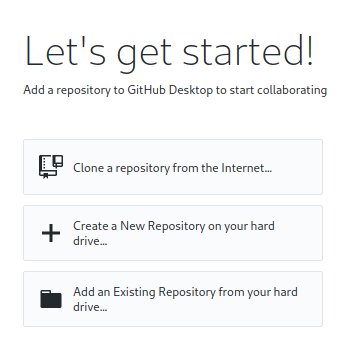 Let's get started!
Add a repository to GitHub Desktop to start collaborating
Clone a repository from the Internet...
Create a New Repository on your hard
drive...
Add an Existing Repository from your hard
drive...